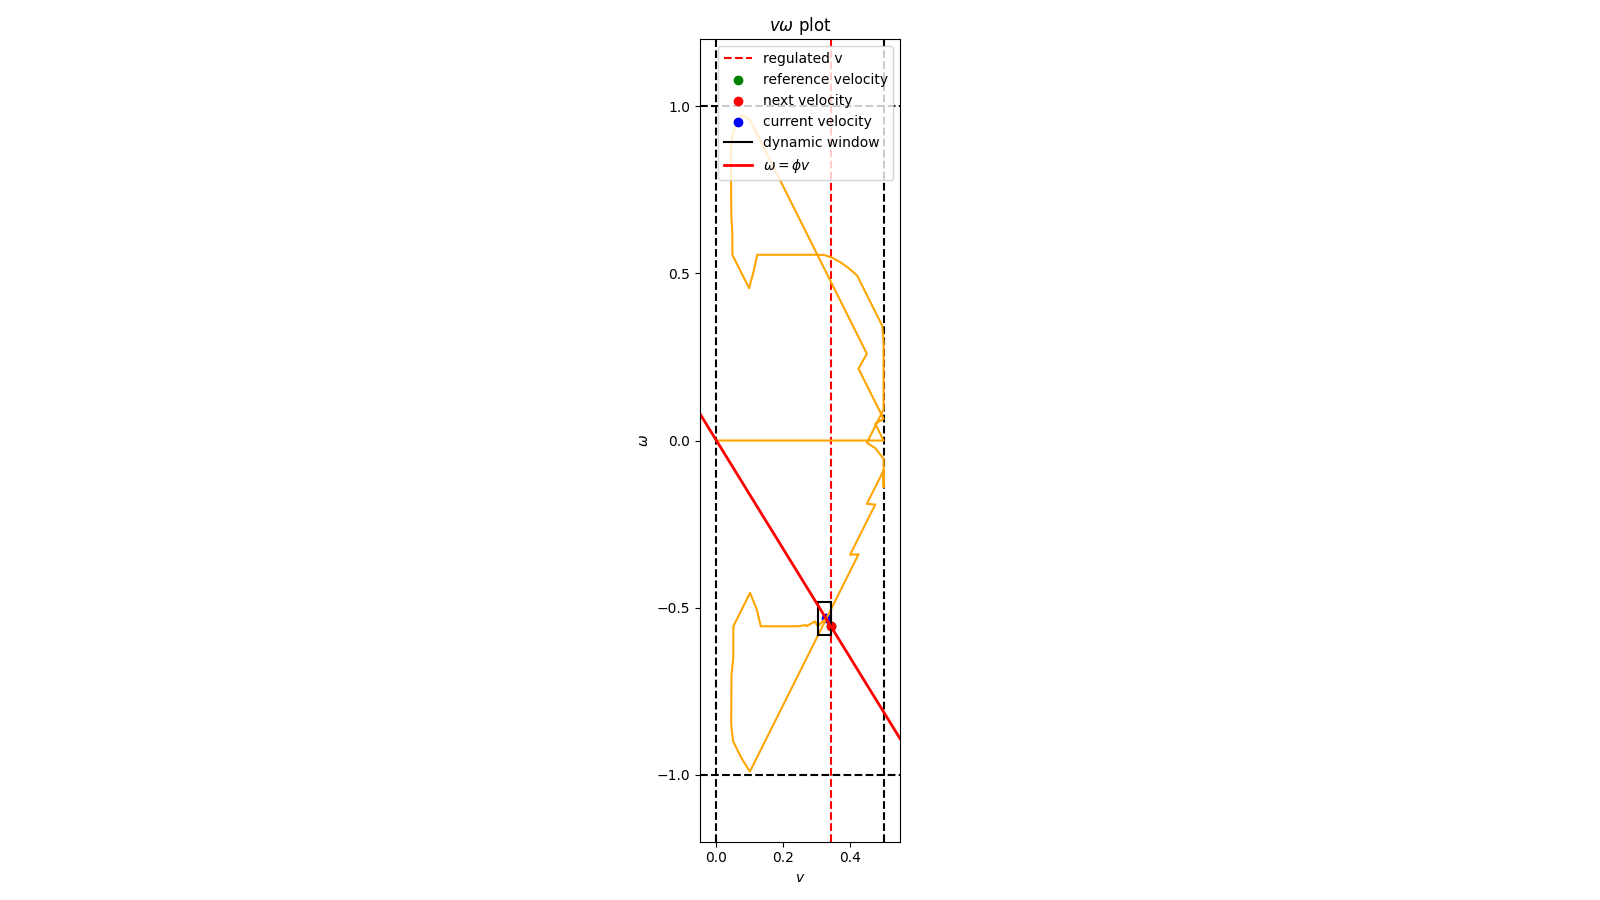 vω plot
regulated v
reference velocity
next velocity
current velocity
dynamic window
ω = ϕv
1.0
0.5
0.0
−0.5
−1.0
ω
0.0 0.2 0.4
v